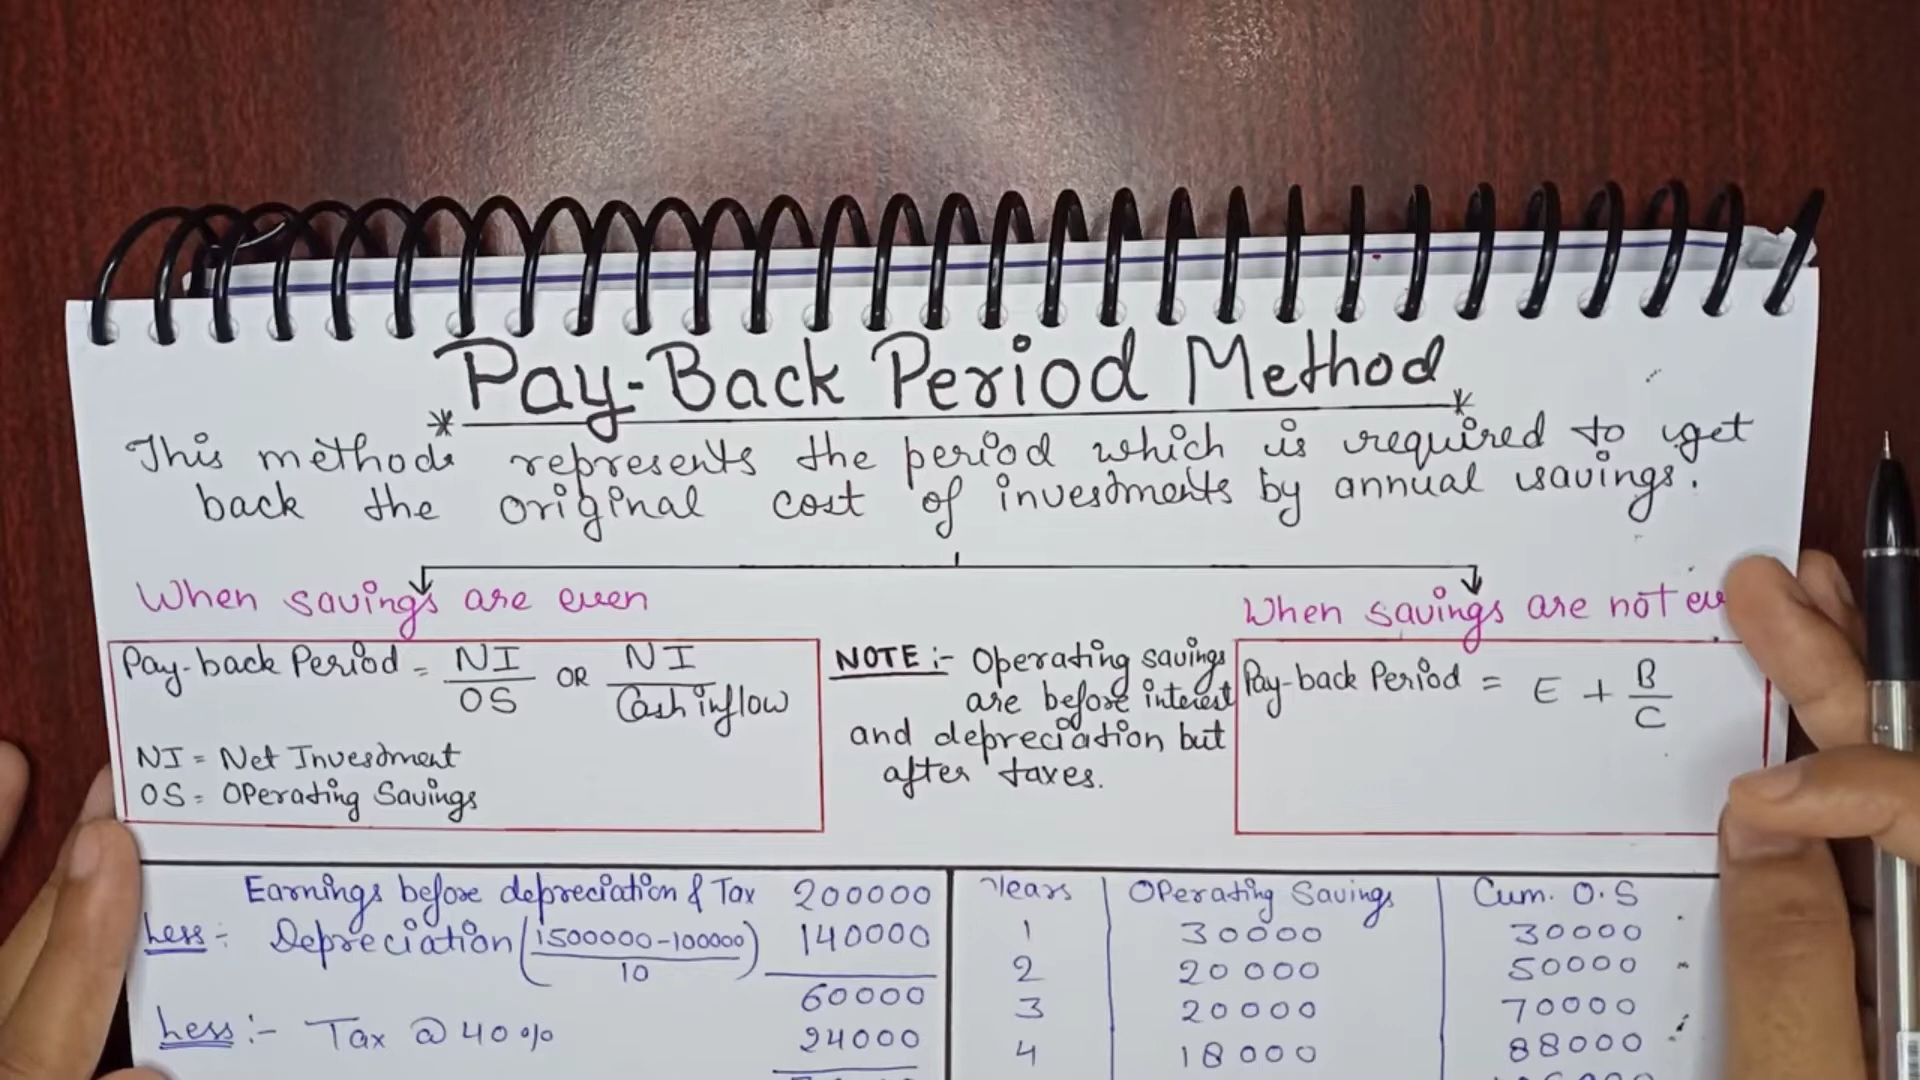 Pay-Back Period Method
This method represents the period which is required to get
back the original cost of investments by annual savings.
When savings are even
Pay-back Period = NI / OS OR NI / Cash inflow
NI = Net Investment
OS = Operating Savings
NOTE :- Operating savings
are before interest
and depreciation but
after taxes.
When savings are not
Pay-back Period = E + B / C
Earnings before depreciation & Tax 200000
Less :- Depreciation (1500000-100000 / 10) 140000
60000
Less :- Tax @ 40% 24000
Years Operating Savings Cum. O.S
1 30000 30000
2 20000 50000
3 20000 70000
4 18000 88000